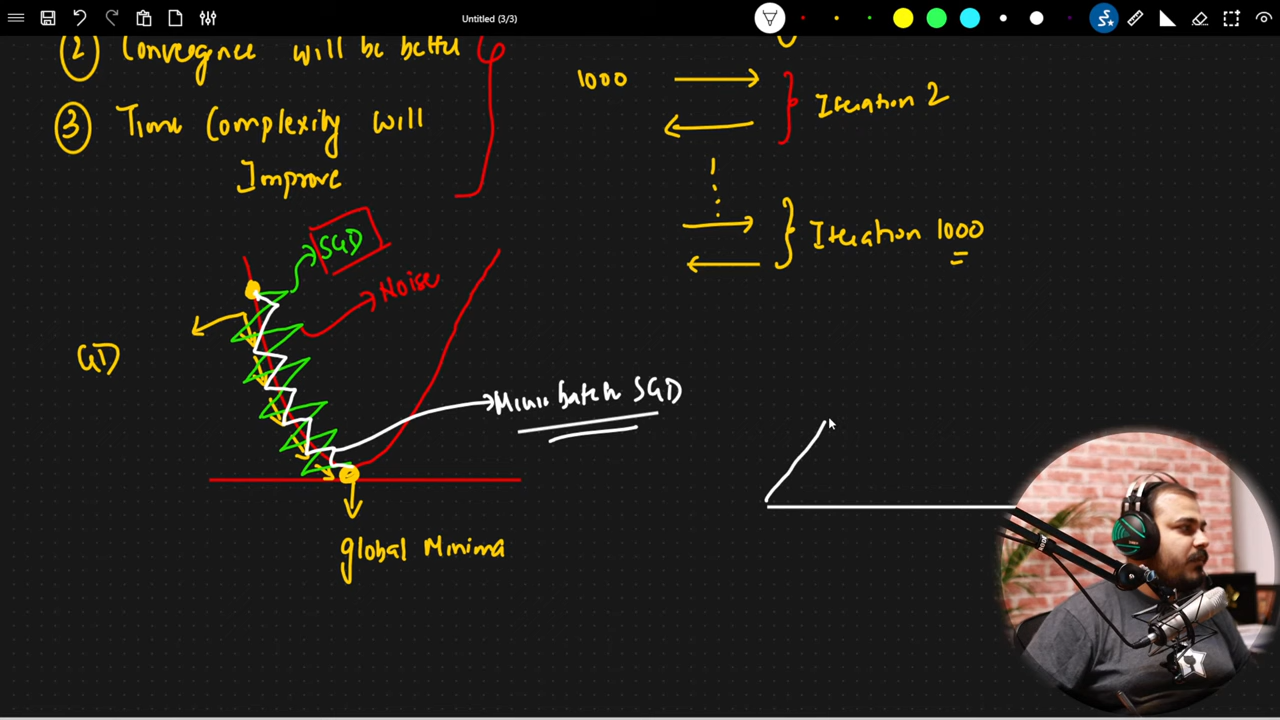 Untitled (3/3)
② Convergence will be better
③ Time Complexity will
Improve
1000
Iteration 2
Iteration 1000
SGD
Noise
GD
Mini batch SGD
global Minima